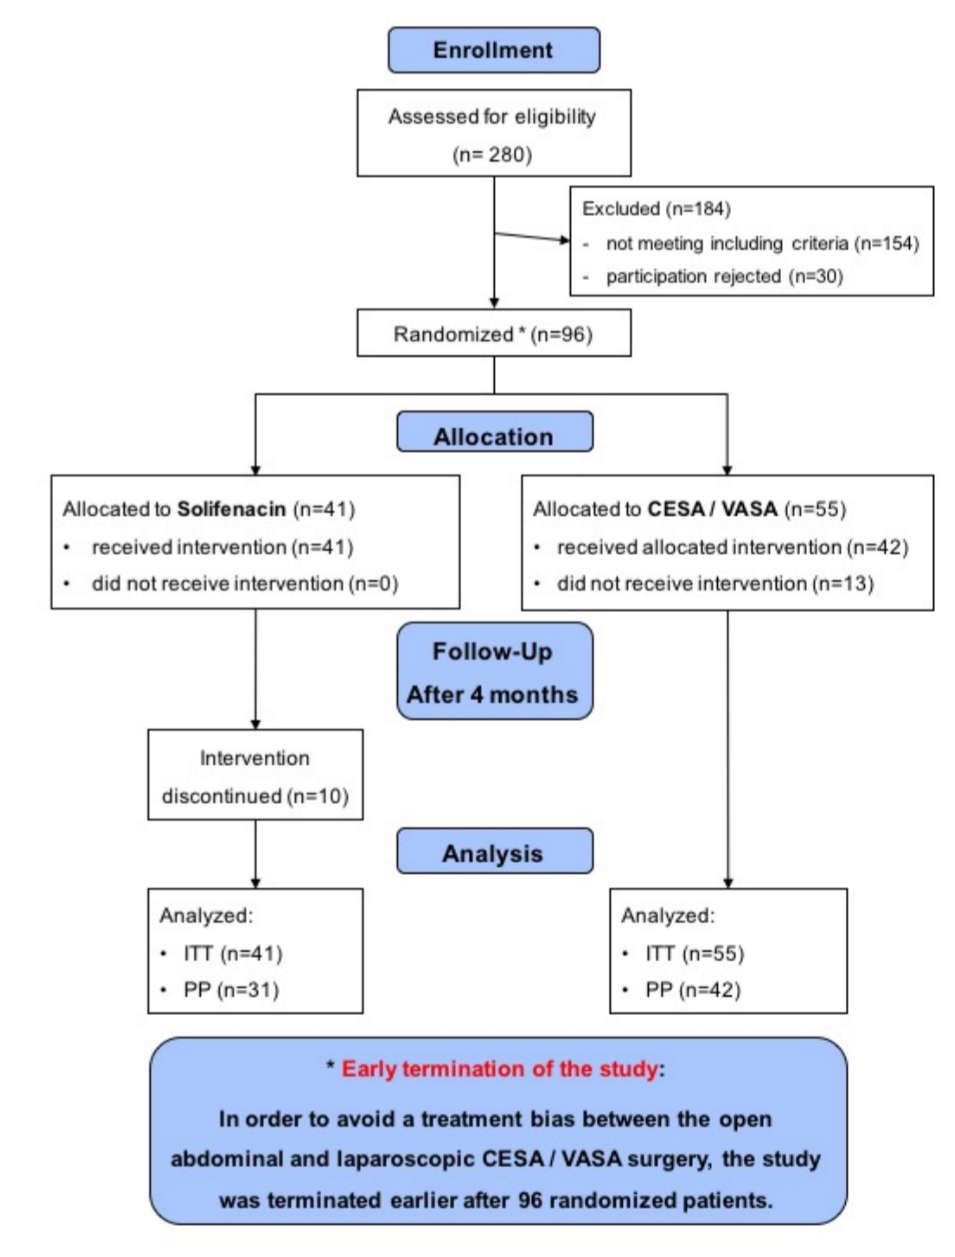 Enrollment
Assessed for eligibility
(n= 280)
Excluded (n=184)
- not meeting including criteria (n=154)
- participation rejected (n=30)
Randomized * (n=96)
Allocation
Allocated to Solifenacin (n=41)
• received intervention (n=41)
• did not receive intervention (n=0)
Allocated to CESA / VASA (n=55)
• received allocated intervention (n=42)
• did not receive intervention (n=13)
Follow-Up
After 4 months
Intervention
discontinued (n=10)
Analysis
Analyzed:
• ITT (n=41)
• PP (n=31)
Analyzed:
• ITT (n=55)
• PP (n=42)
* Early termination of the study:
In order to avoid a treatment bias between the open
abdominal and laparoscopic CESA / VASA surgery, the study
was terminated earlier after 96 randomized patients.